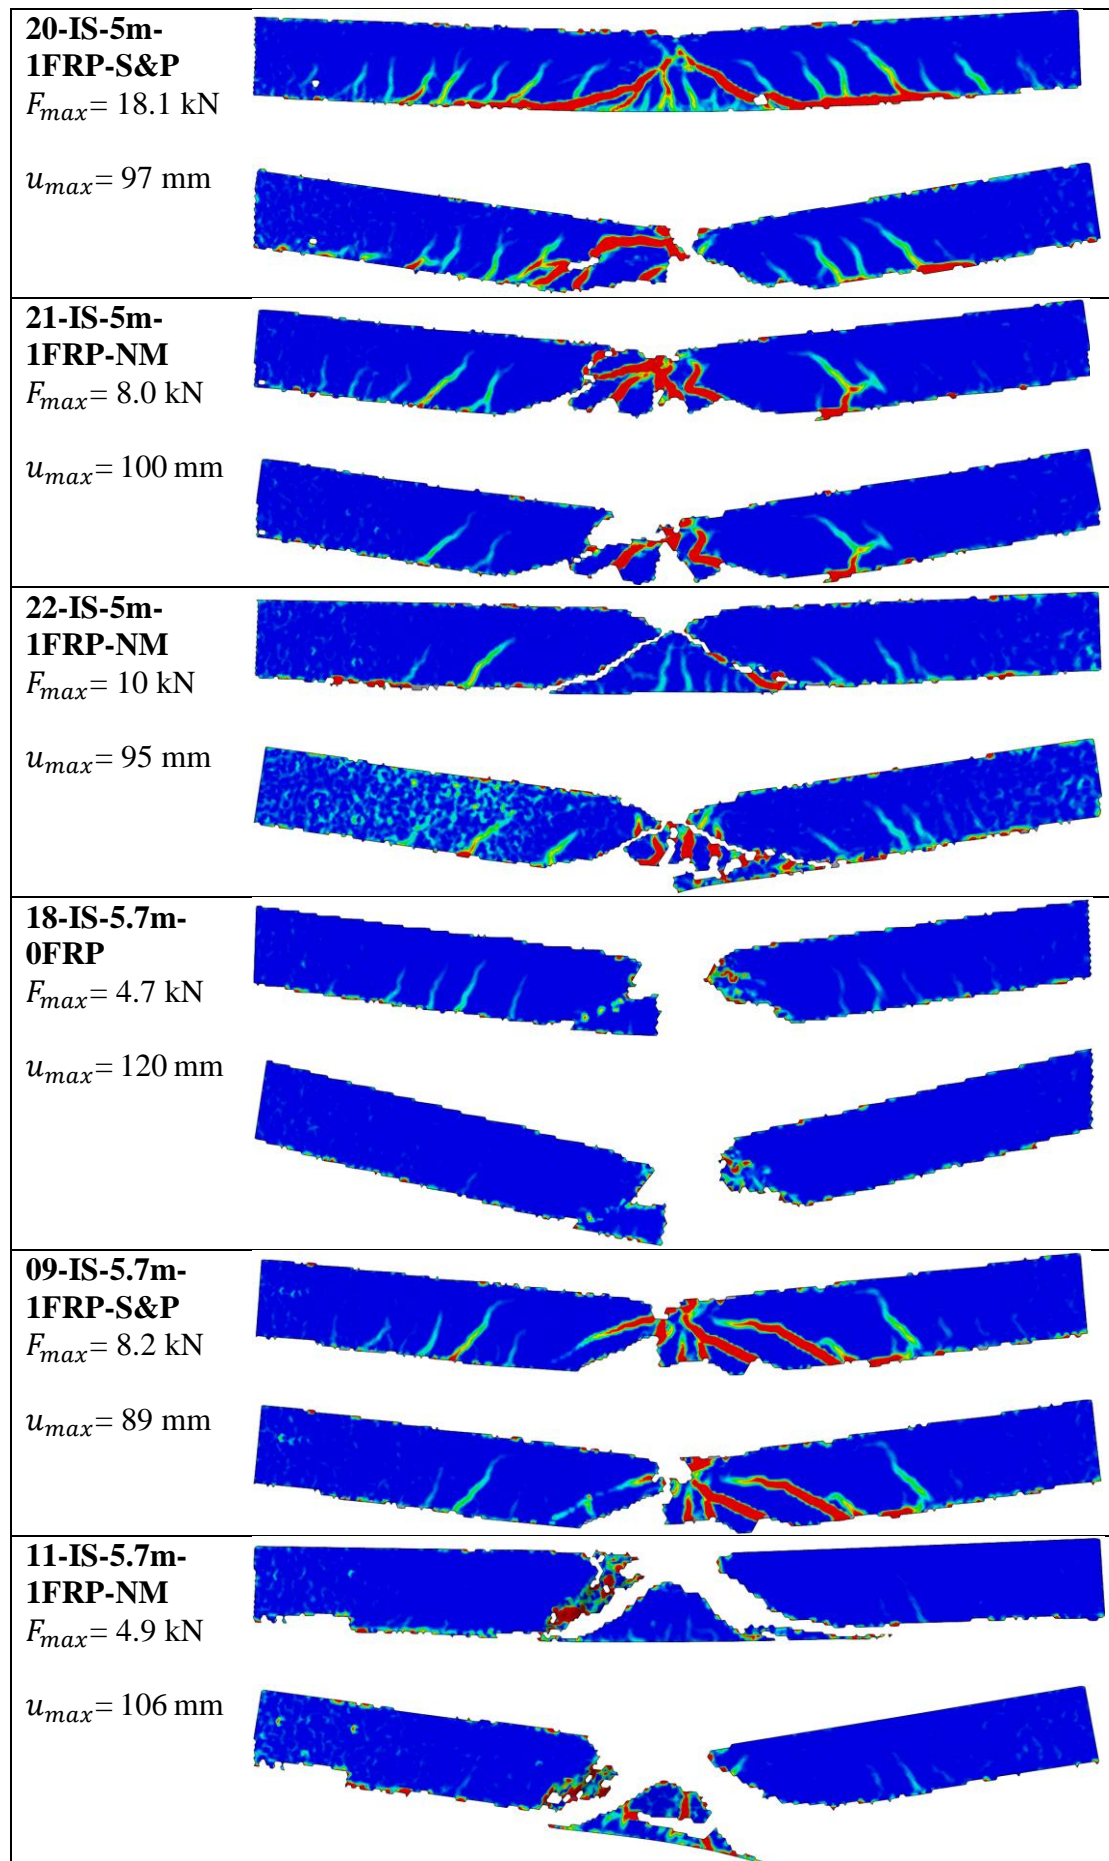 20-IS-5m-
1FRP-S&P
Fmax= 18.1 kN
umax= 97 mm
21-IS-5m-
1FRP-NM
Fmax= 8.0 kN
umax= 100 mm
22-IS-5m-
1FRP-NM
Fmax= 10 kN
umax= 95 mm
18-IS-5.7m-
0FRP
Fmax= 4.7 kN
umax= 120 mm
09-IS-5.7m-
1FRP-S&P
Fmax= 8.2 kN
umax= 89 mm
11-IS-5.7m-
1FRP-NM
Fmax= 4.9 kN
umax= 106 mm